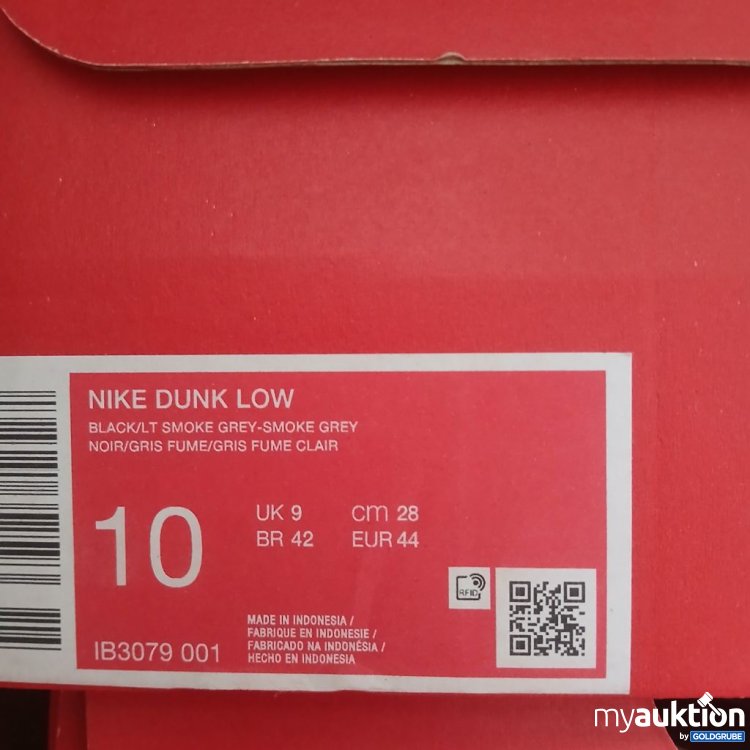 NIKE DUNK LOW
BLACK/LT SMOKE GREY-SMOKE GREY
NOIR/GRIS FUME/GRIS FUME CLAIR
10
UK 9 cm 28
BR 42 EUR 44
RFID
IB3079 001
MADE IN INDONESIA /
FABRIQUE EN INDONESIE /
FABRICADO NA INDONÉSIA /
HECHO EN INDONESIA
myauktion
by GOLDGRUBE